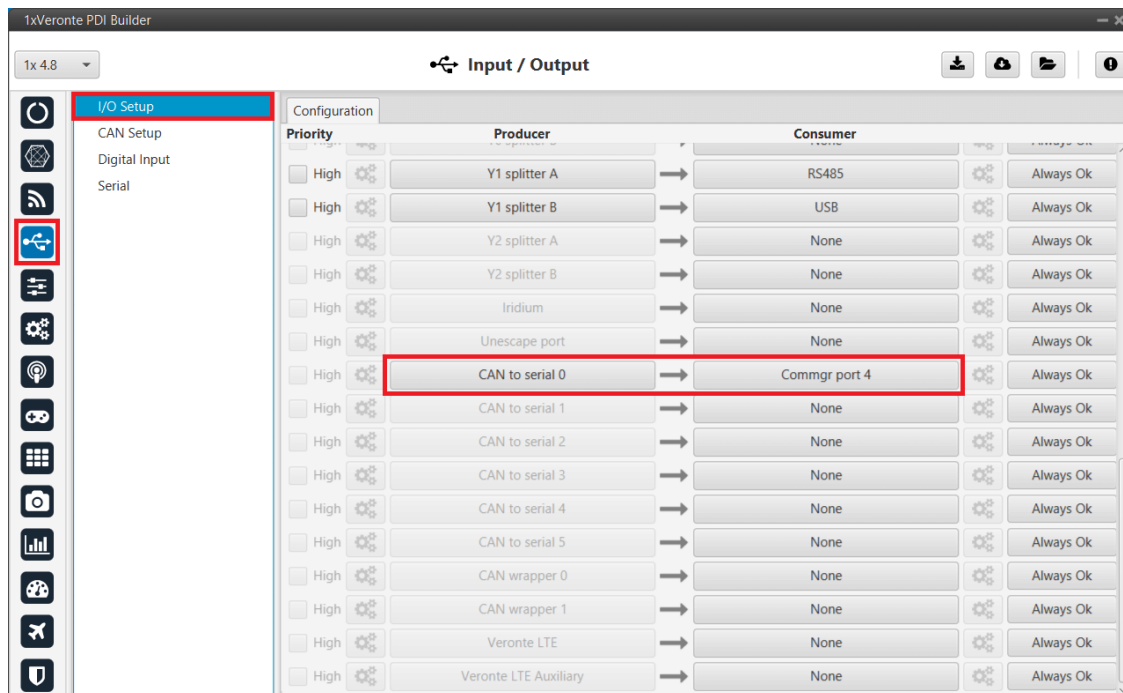 1xVeronte PDI Builder
1x 4.8
Input / Output
I/O Setup
CAN Setup
Digital Input
Serial
Configuration
Priority Producer Consumer
High Y1 splitter A RS485 Always Ok
High Y1 splitter B USB Always Ok
High Y2 splitter A None Always Ok
High Y2 splitter B None Always Ok
High Iridium None Always Ok
High Unescape port None Always Ok
High CAN to serial 0 Commgr port 4 Always Ok
High CAN to serial 1 None Always Ok
High CAN to serial 2 None Always Ok
High CAN to serial 3 None Always Ok
High CAN to serial 4 None Always Ok
High CAN to serial 5 None Always Ok
High CAN wrapper 0 None Always Ok
High CAN wrapper 1 None Always Ok
High Veronte LTE None Always Ok
High Veronte LTE Auxiliary None Always Ok